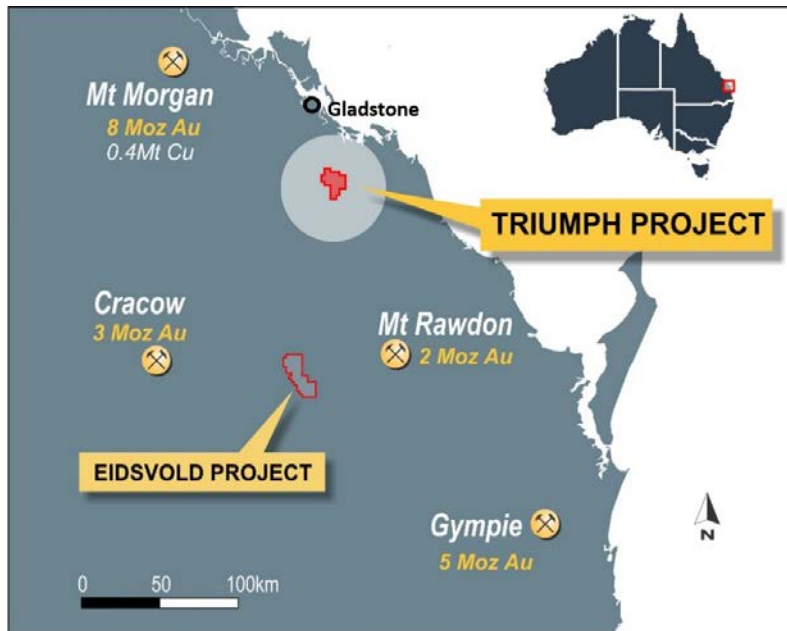 Mt Morgan
8 Moz Au
0.4Mt Cu
Gladstone
TRIUMPH PROJECT
Cracow
3 Moz Au
Mt Rawdon
2 Moz Au
EIDSVOLD PROJECT
Gympie
5 Moz Au
N
0 50 100km